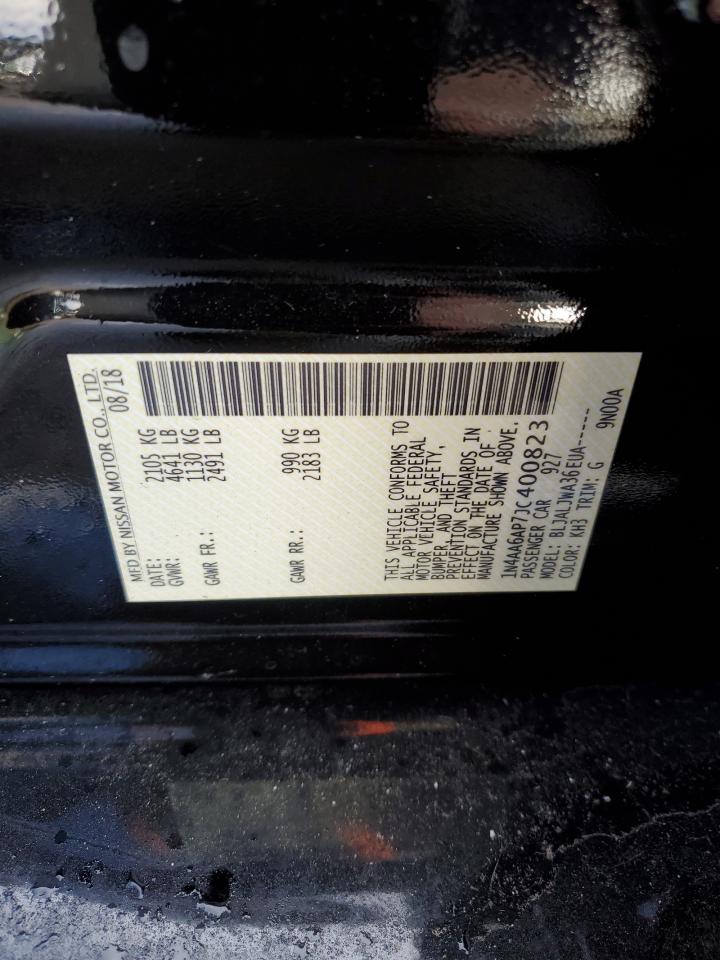 MFD BY NISSAN MOTOR CO., LTD.
DATE: 08/18
GVWR: 2105 KG
4641 LB
GAWR FR.: 1130 KG
2491 LB
GAWR RR.: 990 KG
2183 LB
THIS VEHICLE CONFORMS TO
ALL APPLICABLE FEDERAL
MOTOR VEHICLE SAFETY,
BUMPER, AND THEFT
PREVENTION STANDARDS IN
EFFECT ON THE DATE OF
MANUFACTURE SHOWN ABOVE.
1N4AA6AP7JC400823
PASSENGER CAR 927
MODEL: BLJALJWA36EUA-----
COLOR: KH3 TRIM: G 9N00A